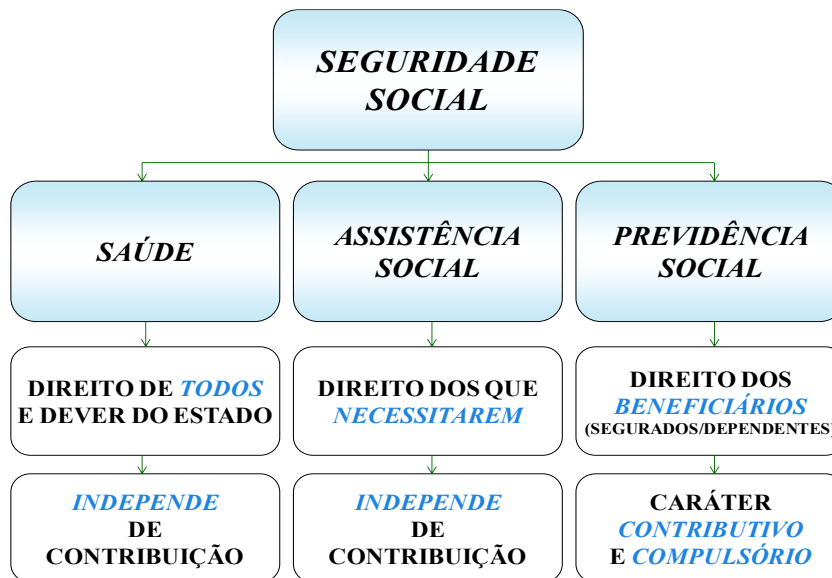 SEGURIDADE
SOCIAL
SAÚDE
ASSISTÊNCIA
SOCIAL
PREVIDÊNCIA
SOCIAL
DIREITO DE TODOS
E DEVER DO ESTADO
DIREITO DOS QUE
NECESSITAREM
DIREITO DOS
BENEFICIÁRIOS
(SEGURADOS/DEPENDENTES)
INDEPENDE
DE
CONTRIBUIÇÃO
INDEPENDE
DE
CONTRIBUIÇÃO
CARÁTER
CONTRIBUTIVO
E COMPULSÓRIO